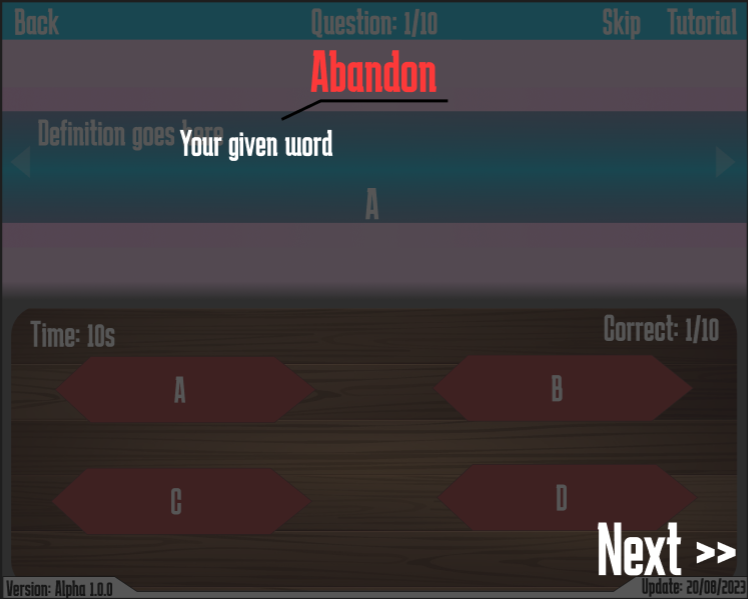 Back Question: 1/10 Skip Tutorial
Abandon
Definition goes here
Your given word
A
Time: 10s Correct: 1/10
A B
C D
Next >>
Version: Alpha 1.0.0 Update: 20/08/2023